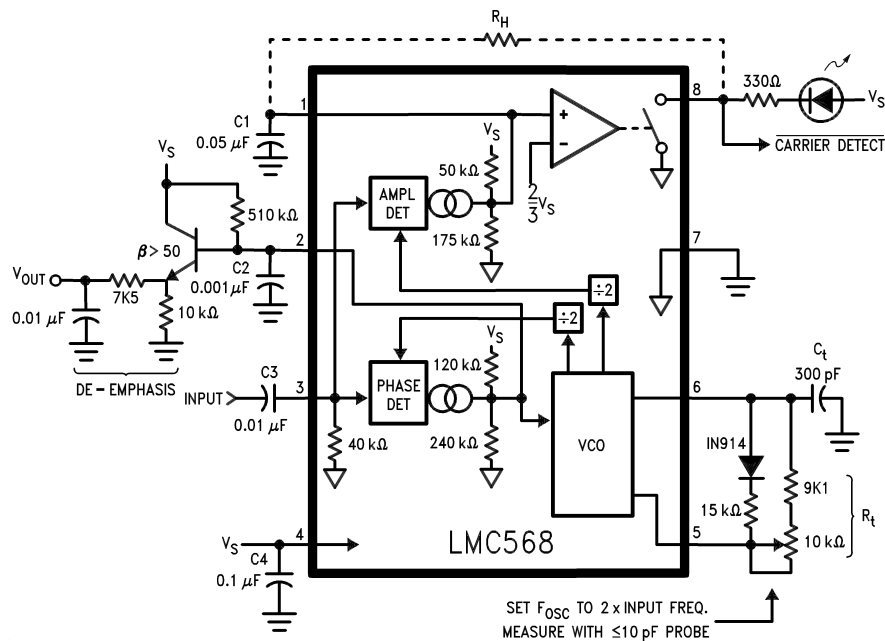 R_H
1
8
330Ω
V_S
C1
0.05 µF
V_S
50 kΩ
+
−
2/3 V_S
CARRIER DETECT
V_S
AMPL
DET
510 kΩ
175 kΩ
β> 50
2
7
C2
0.001 µF
V_OUT
7K5
10 kΩ
0.01 µF
÷2
÷2
V_S
DE-EMPHASIS
120 kΩ
PHASE
DET
C3
3
INPUT
0.01 µF
40 kΩ
240 kΩ
VCO
6
C_t
300 pF
IN914
9K1
15 kΩ
R_t
10 kΩ
V_S
4
C4
0.1 µF
LMC568
5
SET F_OSC TO 2 x INPUT FREQ.
MEASURE WITH ≤10 pF PROBE